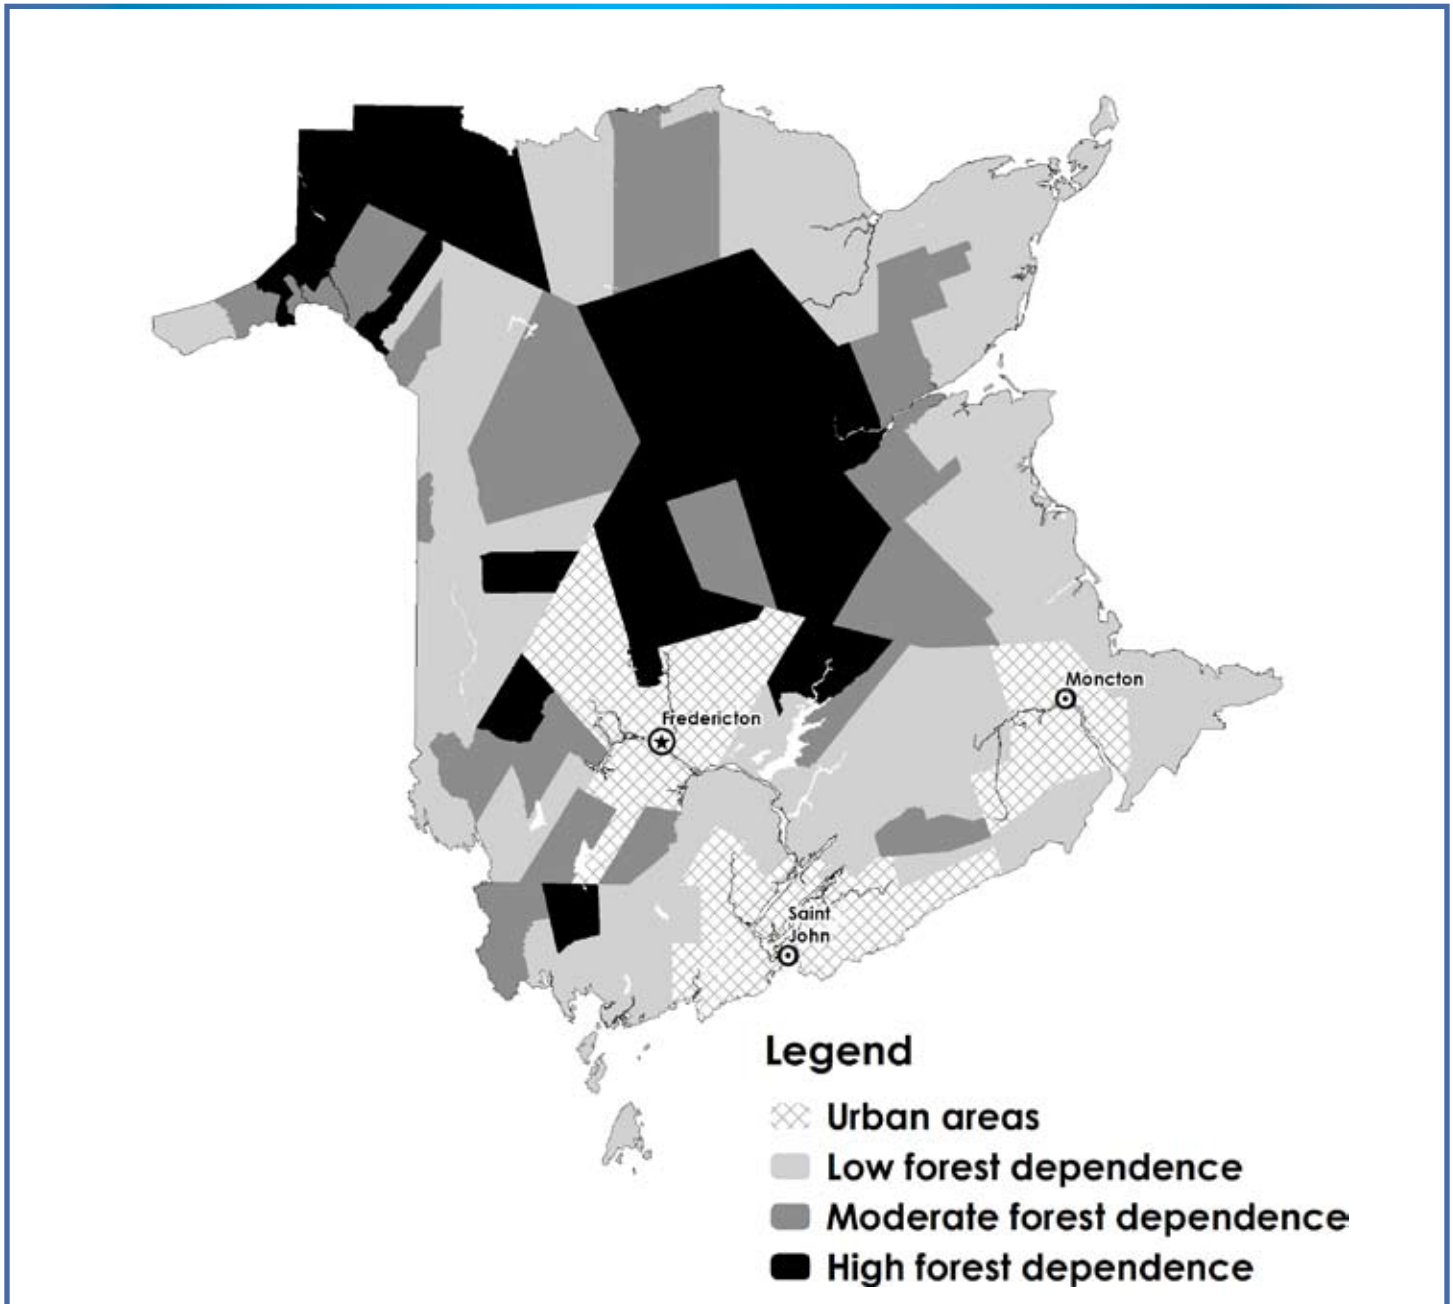 Moncton
Fredericton
Saint
John
Legend
Urban areas
Low forest dependence
Moderate forest dependence
High forest dependence